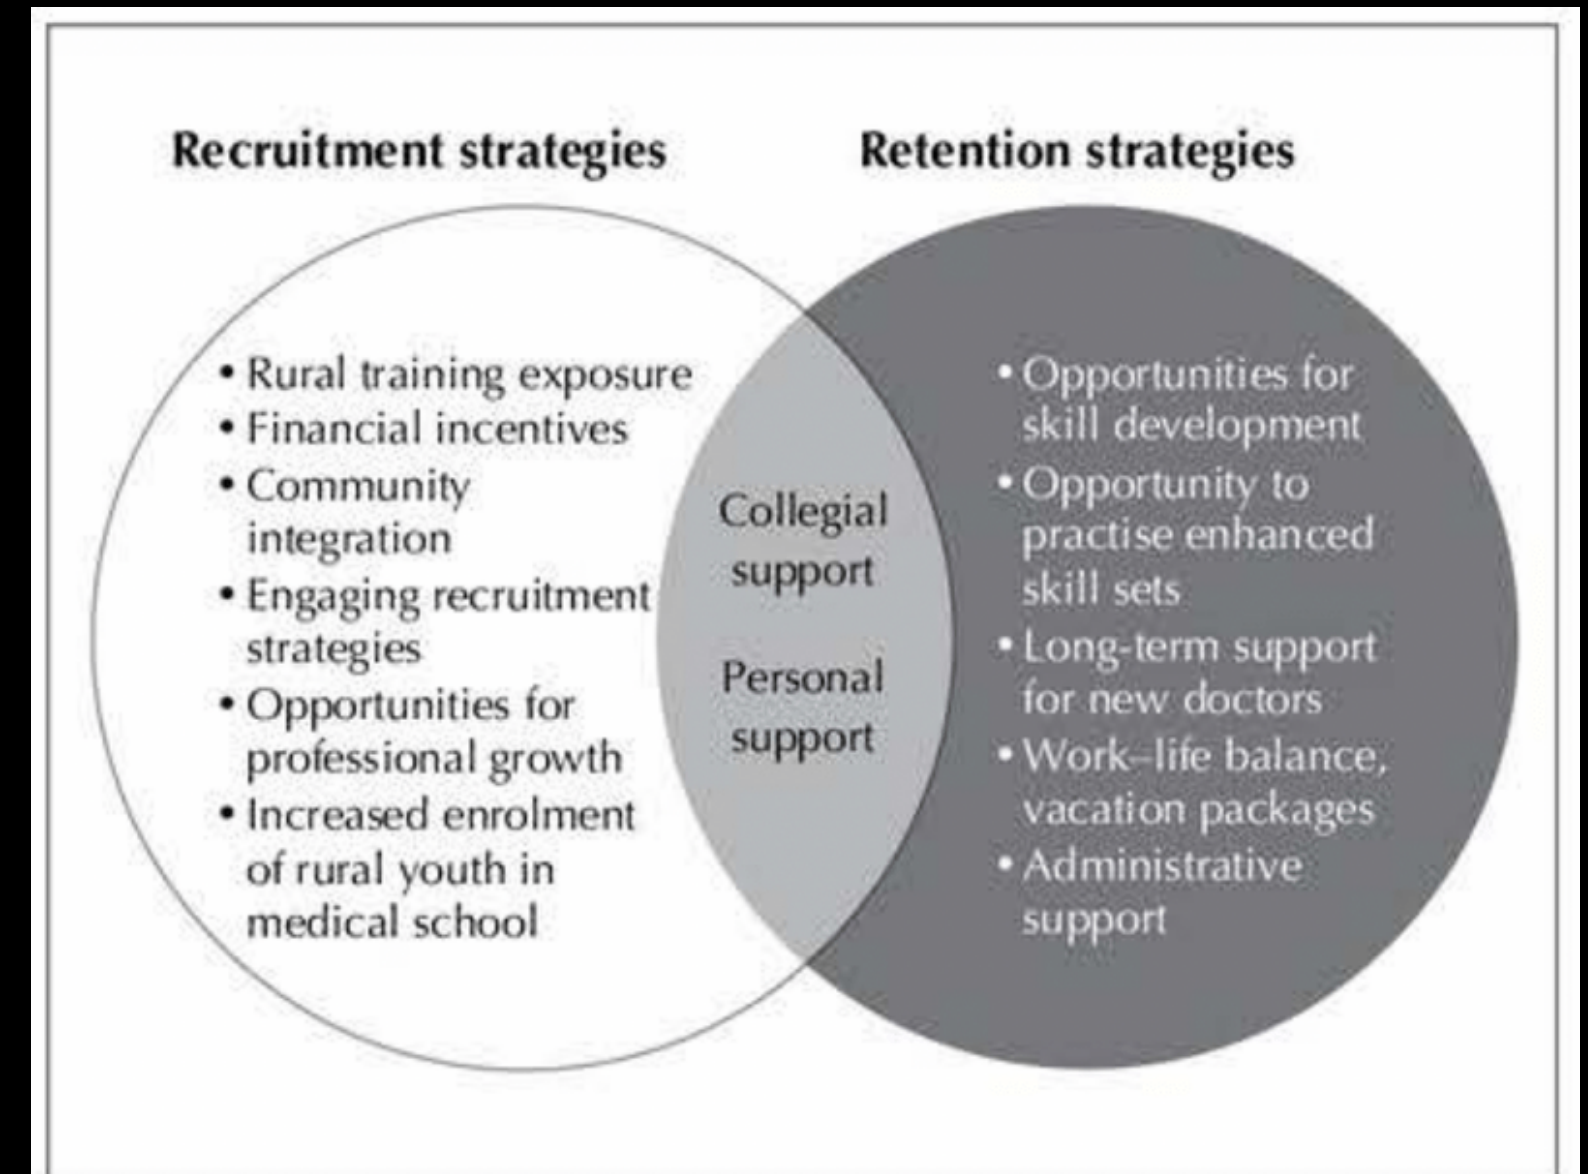 Recruitment strategies
Retention strategies
• Rural training exposure
• Financial incentives
• Community
integration
• Engaging recruitment
strategies
• Opportunities for
professional growth
• Increased enrolment
of rural youth in
medical school
Collegial
support
Personal
support
• Opportunities for
skill development
• Opportunity to
practise enhanced
skill sets
• Long-term support
for new doctors
• Work–life balance,
vacation packages
• Administrative
support